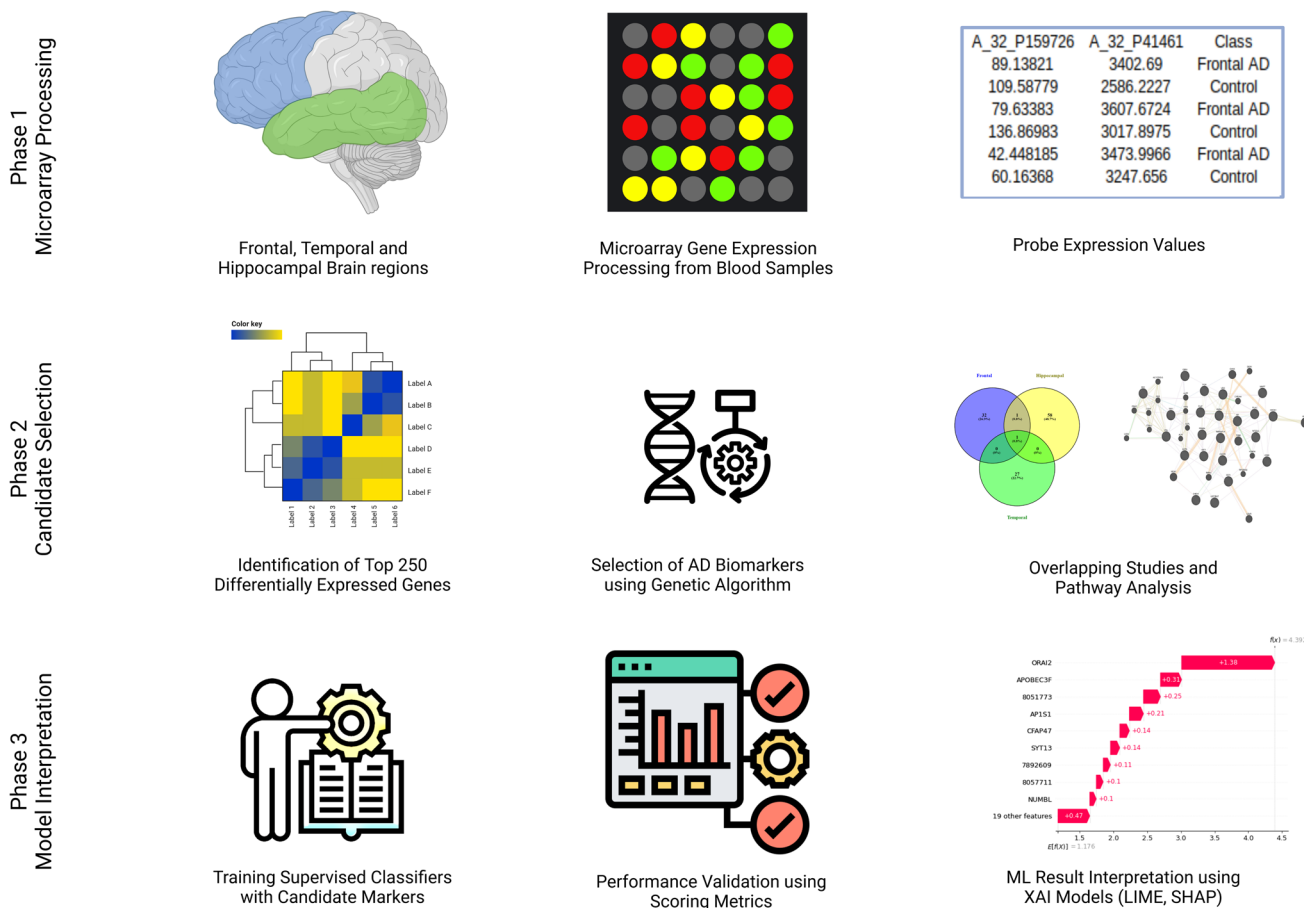 Phase 1
Microarray Processing
A_32_P159726 A_32_P41461 Class
89.13821 3402.69 Frontal AD
109.58779 2586.2227 Control
79.63383 3607.6724 Frontal AD
136.86983 3017.8975 Control
42.448185 3473.9966 Frontal AD
60.16368 3247.656 Control
Frontal, Temporal and
Hippocampal Brain regions
Microarray Gene Expression
Processing from Blood Samples
Probe Expression Values
Phase 2
Candidate Selection
Color key
Label A
Label B
Label C
Label D
Label E
Label F
Label 1
Label 2
Label 3
Label 4
Label 5
Label 6
Frontal
Hippocampal
Temporal
Identification of Top 250
Differentially Expressed Genes
Selection of AD Biomarkers
using Genetic Algorithm
Overlapping Studies and
Pathway Analysis
Phase 3
Model Interpretation
f(x) = 4.392
ORAI2 +1.38
APOBEC3F +0.31
8051773 +0.25
AP1S1 +0.21
CFAP47 +0.14
SYT13 +0.14
7892609 +0.11
8057711 +0.1
NUMBL +0.1
19 other features +0.47
1.5 2.0 2.5 3.0 3.5 4.0 4.5
E[f(X)] = 1.176
Training Supervised Classifiers
with Candidate Markers
Performance Validation using
Scoring Metrics
ML Result Interpretation using
XAI Models (LIME, SHAP)